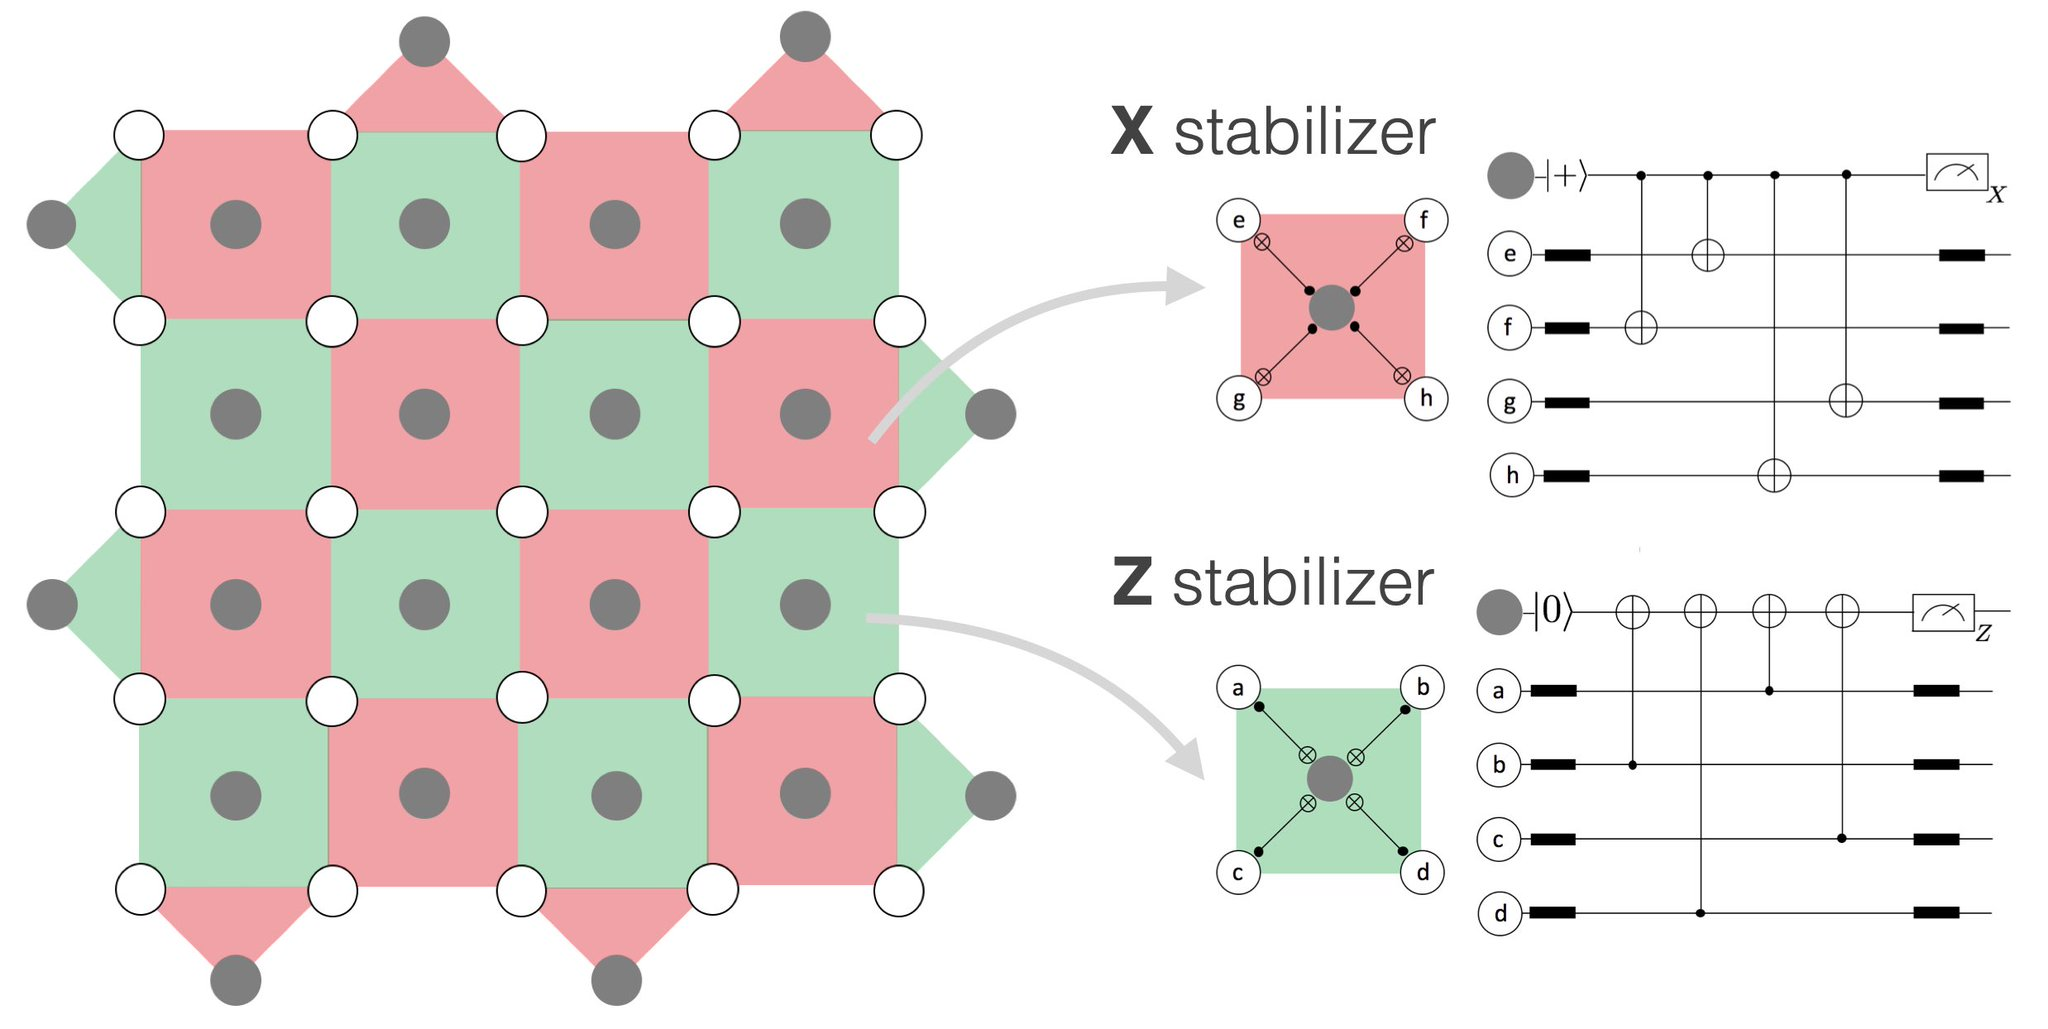 X stabilizer
e f
g h
|+⟩
X
e
f
g
h
Z stabilizer
a b
c d
|0⟩
Z
a
b
c
d